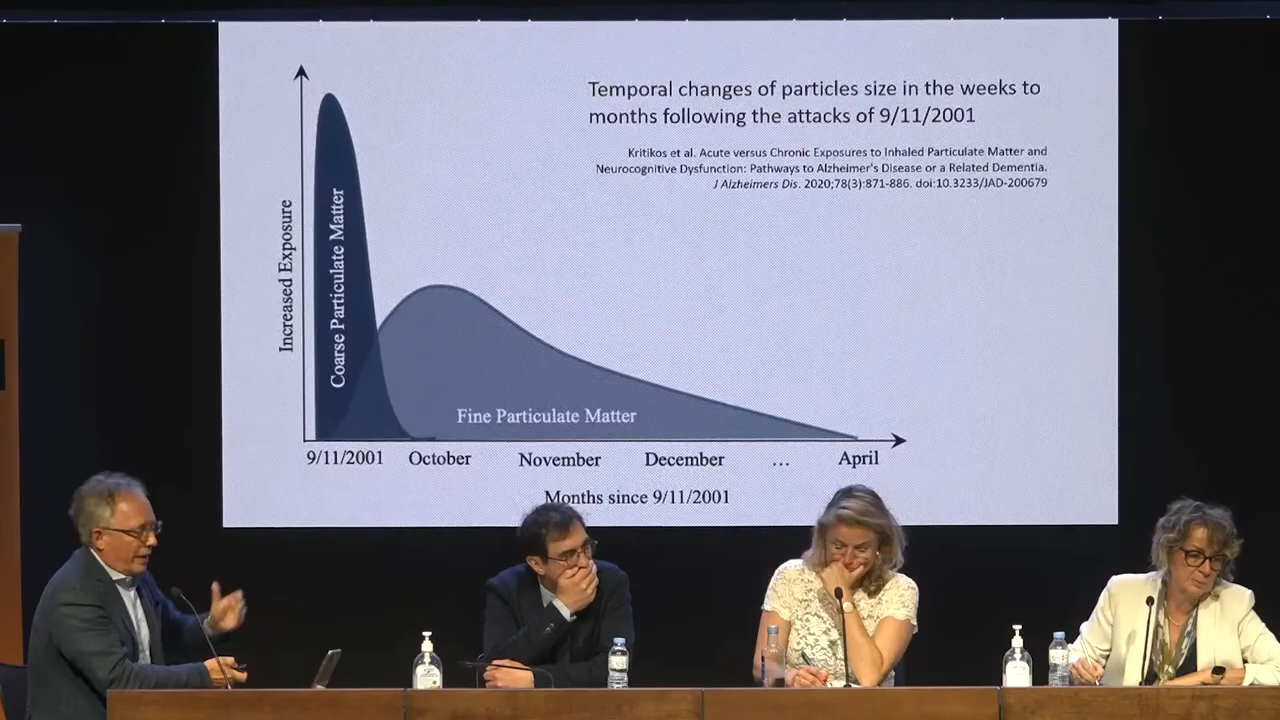 Temporal changes of particles size in the weeks to
months following the attacks of 9/11/2001
Kritikos et al. Acute versus Chronic Exposures to Inhaled Particulate Matter and
Neurocognitive Dysfunction: Pathways to Alzheimer's Disease or a Related Dementia.
J Alzheimers Dis. 2020;78(3):871-886. doi:10.3233/JAD-200679
Increased Exposure
Coarse Particulate Matter
Fine Particulate Matter
9/11/2001 October November December ... April
Months since 9/11/2001